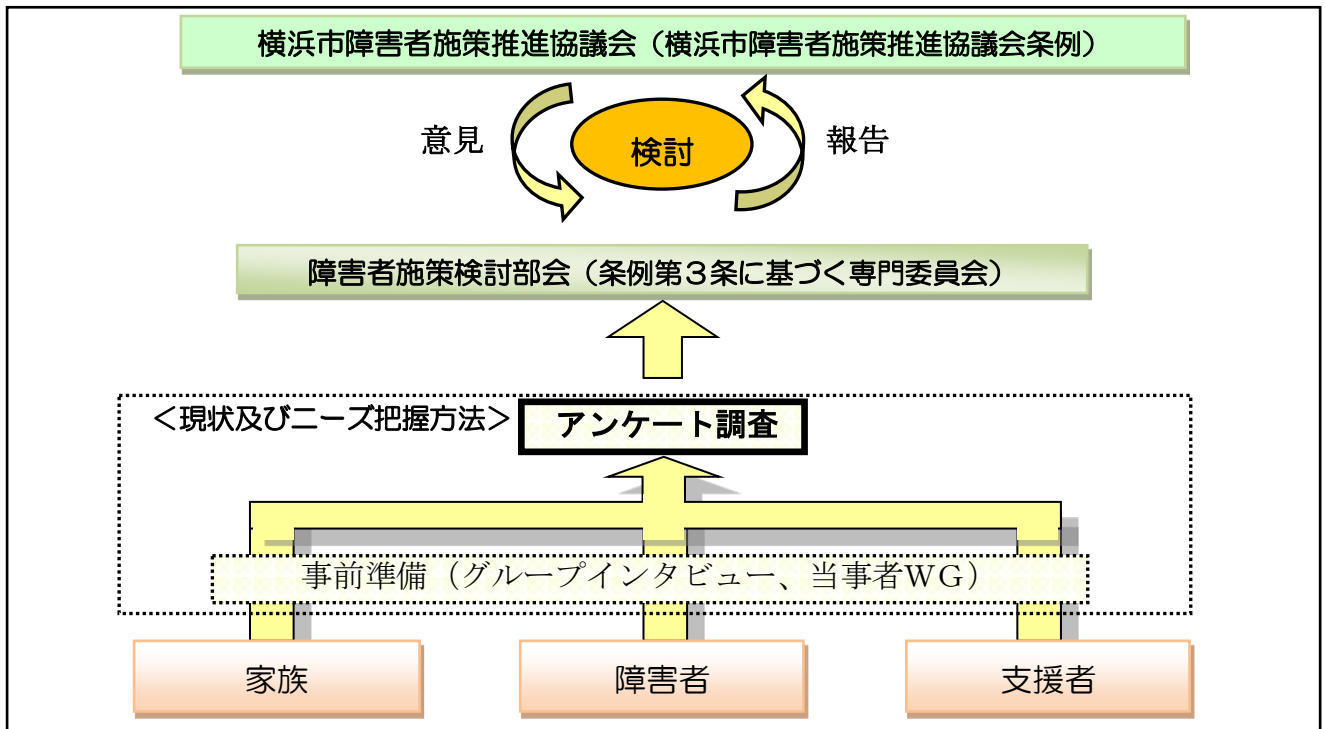 横浜市障害者施策推進協議会（横浜市障害者施策推進協議会条例）
意見
検討
報告
障害者施策検討部会（条例第３条に基づく専門委員会）
＜現状及びニーズ把握方法＞
アンケート調査
事前準備（グループインタビュー、当事者ＷＧ）
家族
障害者
支援者